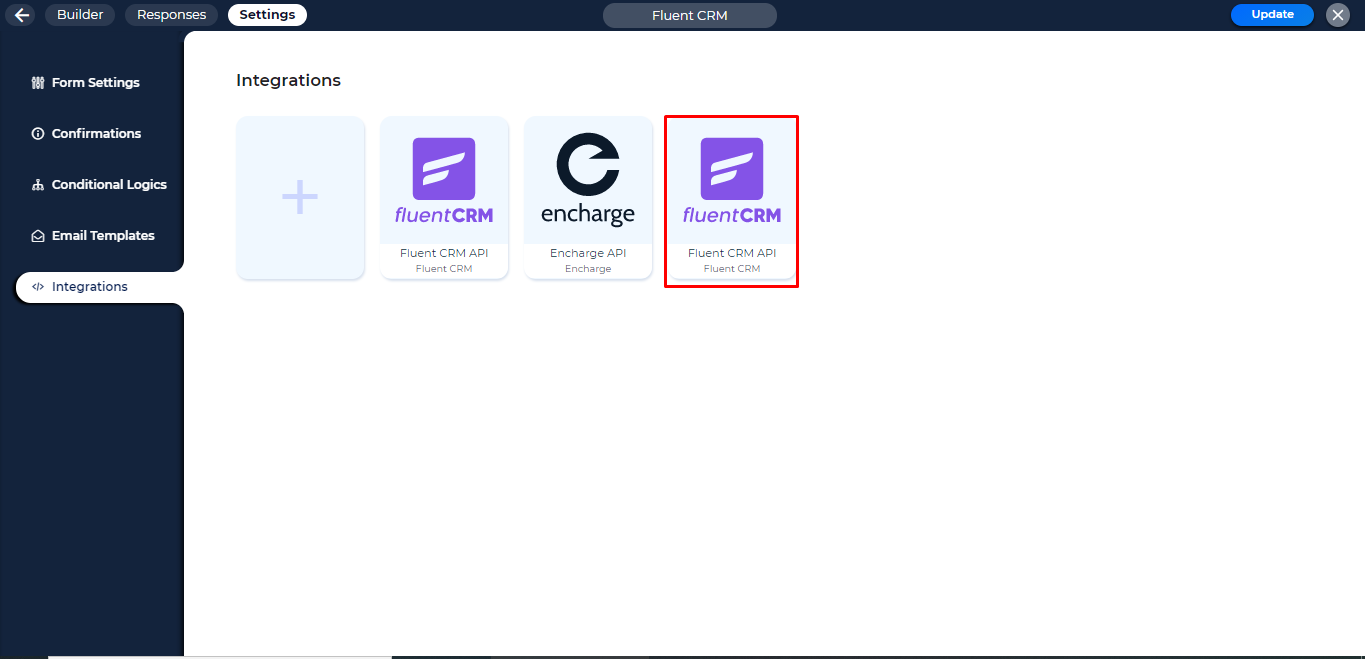 Builder
Responses
Settings
Fluent CRM
Update
Form Settings
Confirmations
Conditional Logics
Email Templates
Integrations
Integrations
fluentCRM
Fluent CRM API
Fluent CRM
encharge
Encharge API
Encharge
fluentCRM
Fluent CRM API
Fluent CRM